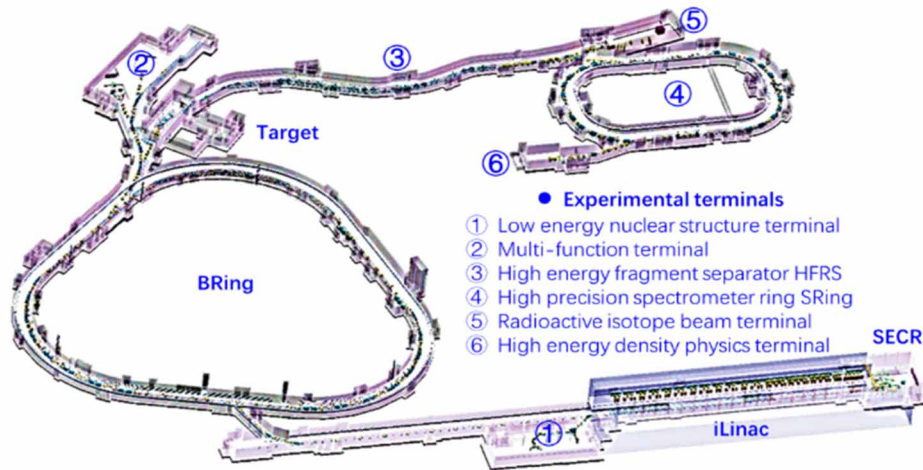 ⑤
③
②
④
Target
⑥
● Experimental terminals
① Low energy nuclear structure terminal
② Multi-function terminal
③ High energy fragment separator HFRS
BRing
④ High precision spectrometer ring SRing
⑤ Radioactive isotope beam terminal
⑥ High energy density physics terminal
SECR
①
iLinac